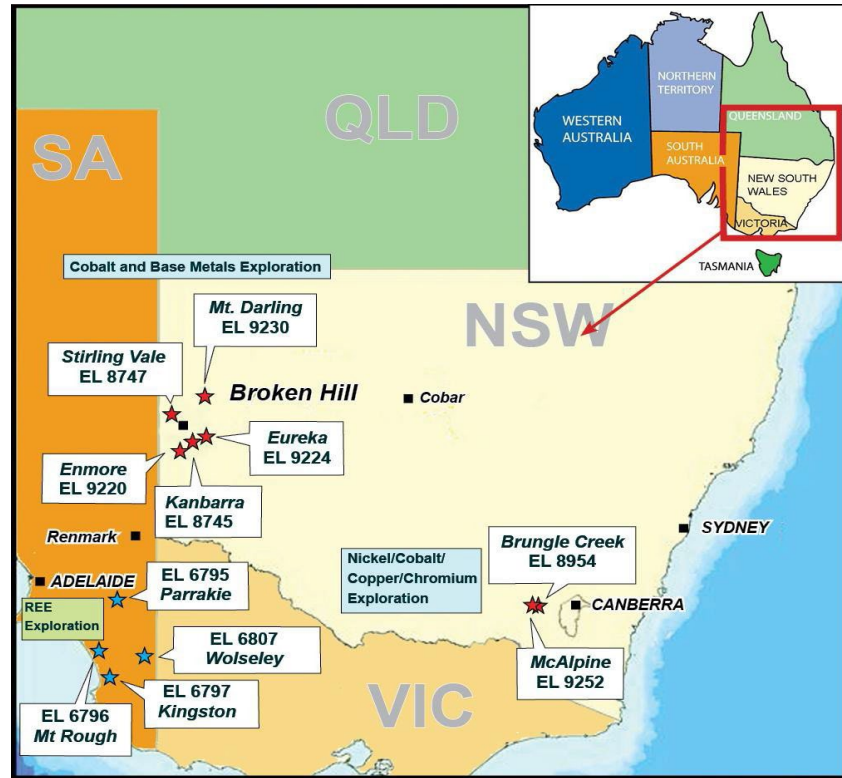 QLD
SA
NSW
VIC
WESTERN
AUSTRALIA
NORTHERN
TERRITORY
QUEENSLAND
SOUTH
AUSTRALIA
NEW SOUTH
WALES
VICTORIA
TASMANIA
Cobalt and Base Metals Exploration
Mt. Darling
EL 9230
Stirling Vale
EL 8747
Broken Hill
Cobar
Eureka
EL 9224
Enmore
EL 9220
Kanbarra
EL 8745
Renmark
ADELAIDE
SYDNEY
Brungle Creek
EL 8954
Nickel/Cobalt/
Copper/Chromium
Exploration
CANBERRA
McAlpine
EL 9252
EL 6795
Parrakie
REE
Exploration
EL 6807
Wolseley
EL 6797
Kingston
EL 6796
Mt Rough